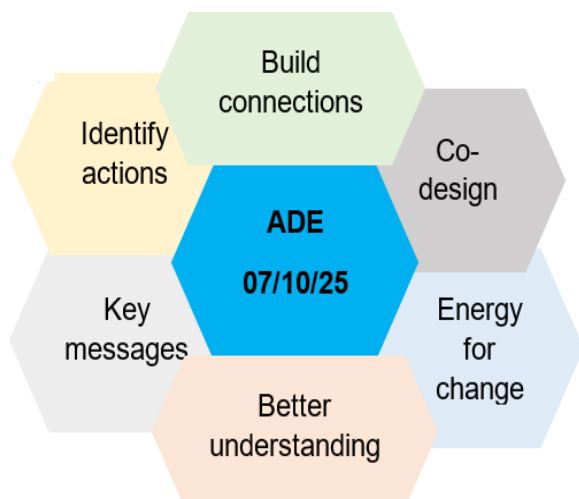 Build
connections
Identify
actions
Co-
design
ADE
07/10/25
Key
messages
Energy
for
change
Better
understanding